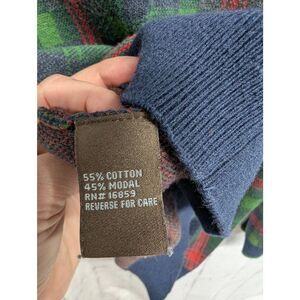 55% COTTON
45% MODAL
RN# 16859
REVERSE FOR CARE